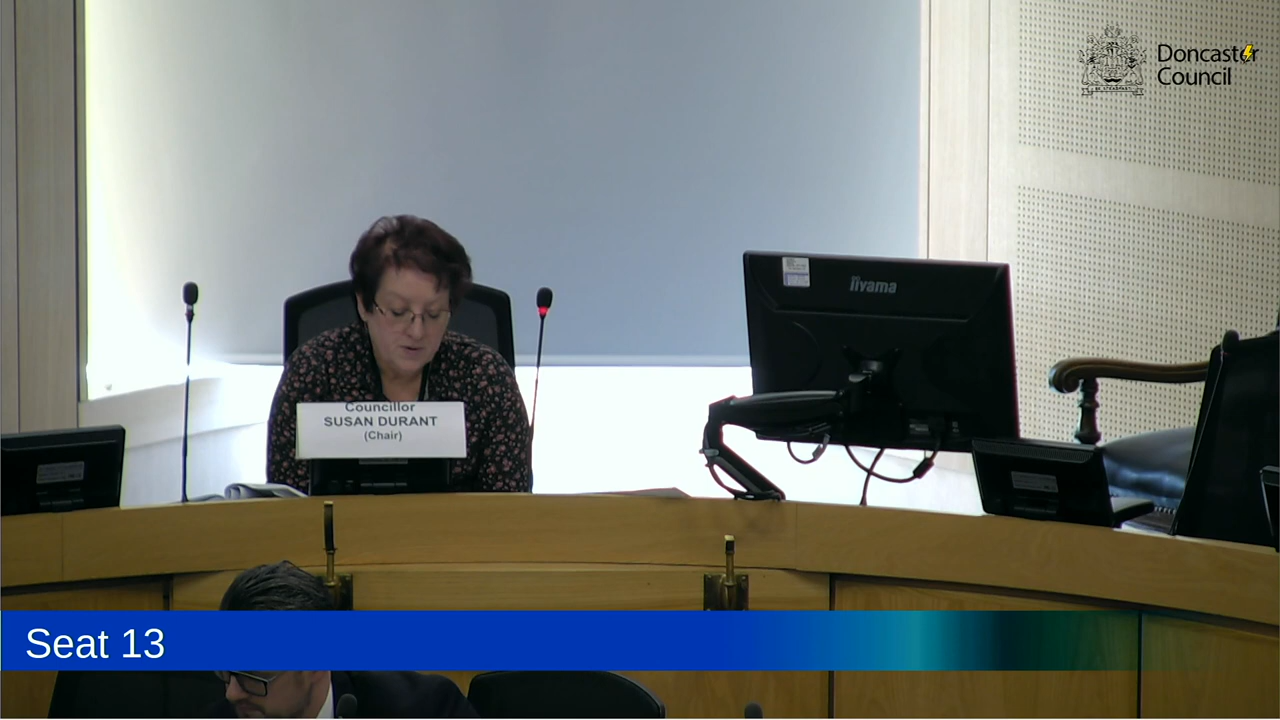 Doncaster
Council
iiyama
Councillor
SUSAN DURANT
(Chair)
Seat 13